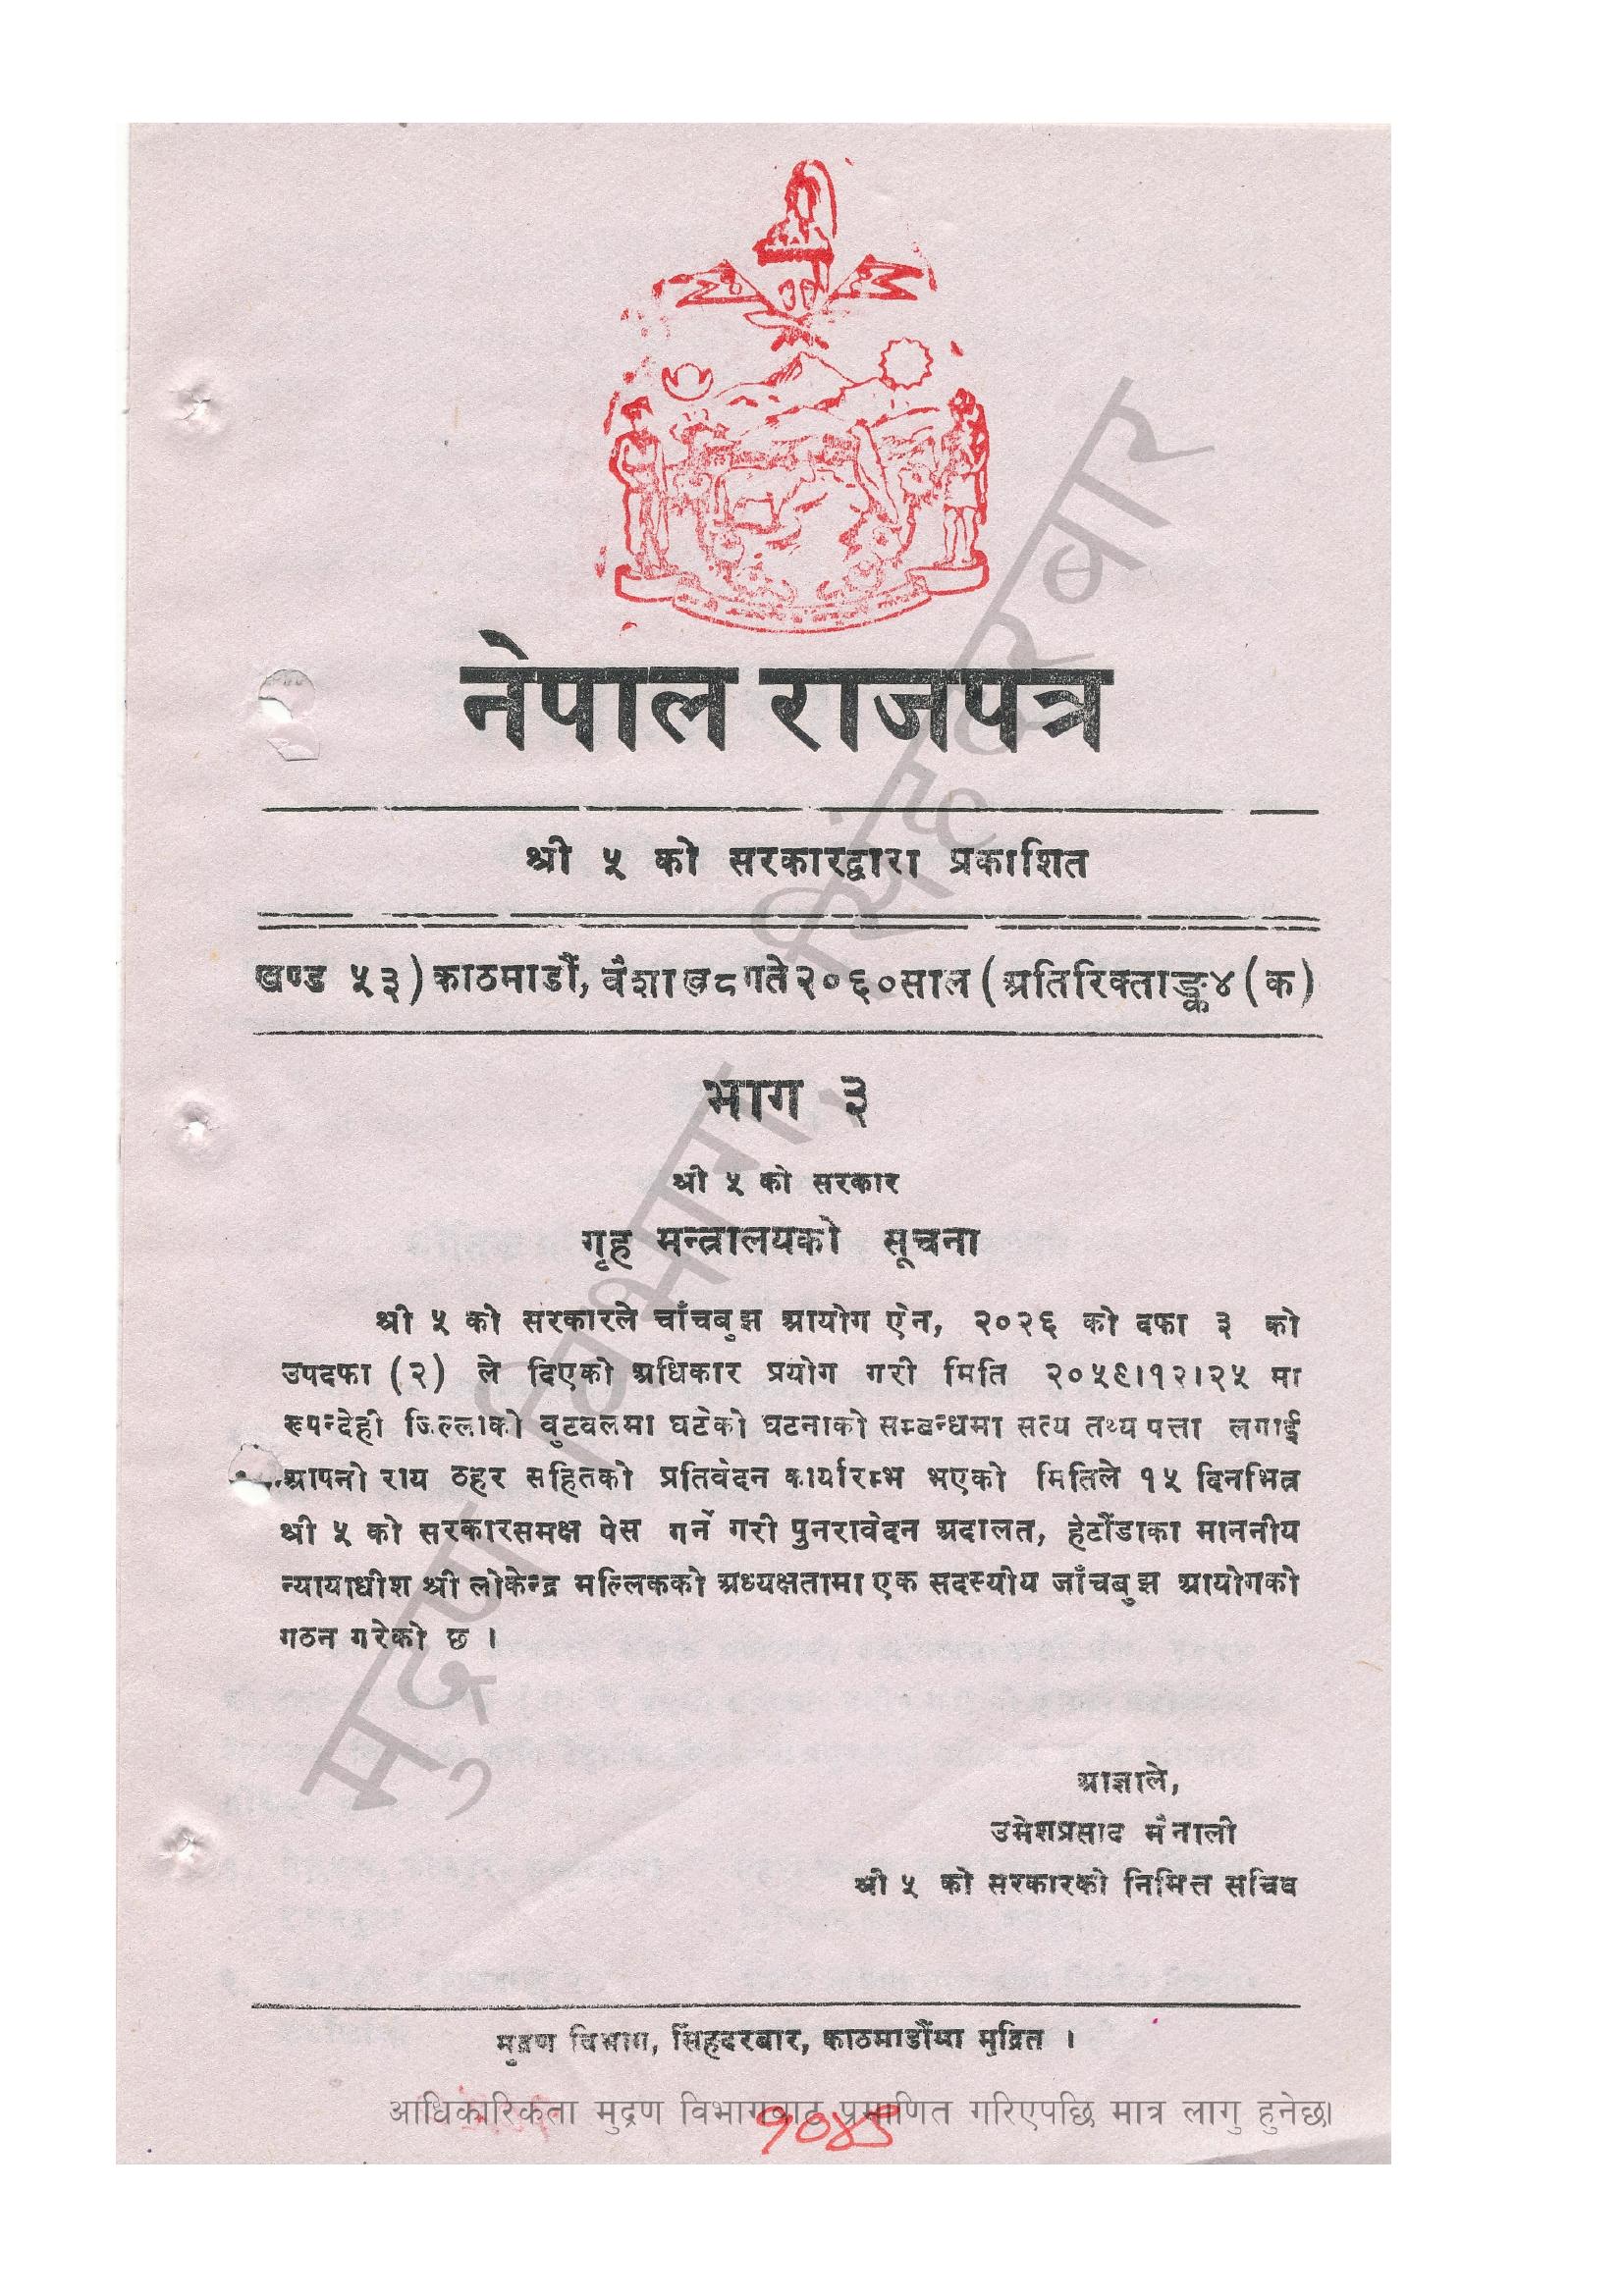 नेपाल राजपत्र
श्री ५ को सरकारद्वारा प्रकाशित
खण्ड ५३) काठमाडौं, वैशाख ८ गते २०६० साल (अतिरिक्ताङ्क ४ (क)
भाग ३
श्री ५ को सरकार
गृह मन्त्रालयको सूचना
श्री ५ को सरकारले चाँचबुझ आयोग ऐन, २०२६ को दफा ३ को
उपदफा (२) ले दिएको अधिकार प्रयोग गरी मिति २०५९।१२।२५ मा
रूपन्देही जिल्लाको वुटवलमा घटेको घटनाको सम्बन्धमा सत्य तथ्य पत्ता लगाई
आपनो राय ठहर सहितको प्रतिवेदन कार्यारम्भ भएको मितिले १५ दिनभित्र
श्री ५ को सरकारसमक्ष पेस गर्ने गरी पुनरावेदन अदालत, हेटौंडाका माननीय
न्यायाधीश श्री लोकेन्द्र मल्लिकको अध्यक्षतामा एक सदस्यीय जाँचबुझ आयोगको
गठन गरेको छ ।
आज्ञाले,
उमेशप्रसाद मैनाली
श्री ५ को सरकारको निमित्त सचिव
मुद्रण विभाग, सिंहदरबार, काठमाडौंमा मुद्रित ।
आधिकारिकता मुद्रण विभागबाट प्रमाणित गरिएपछि मात्र लागु हुनेछ।
मुद्रण विभाग, सिंहदरबार